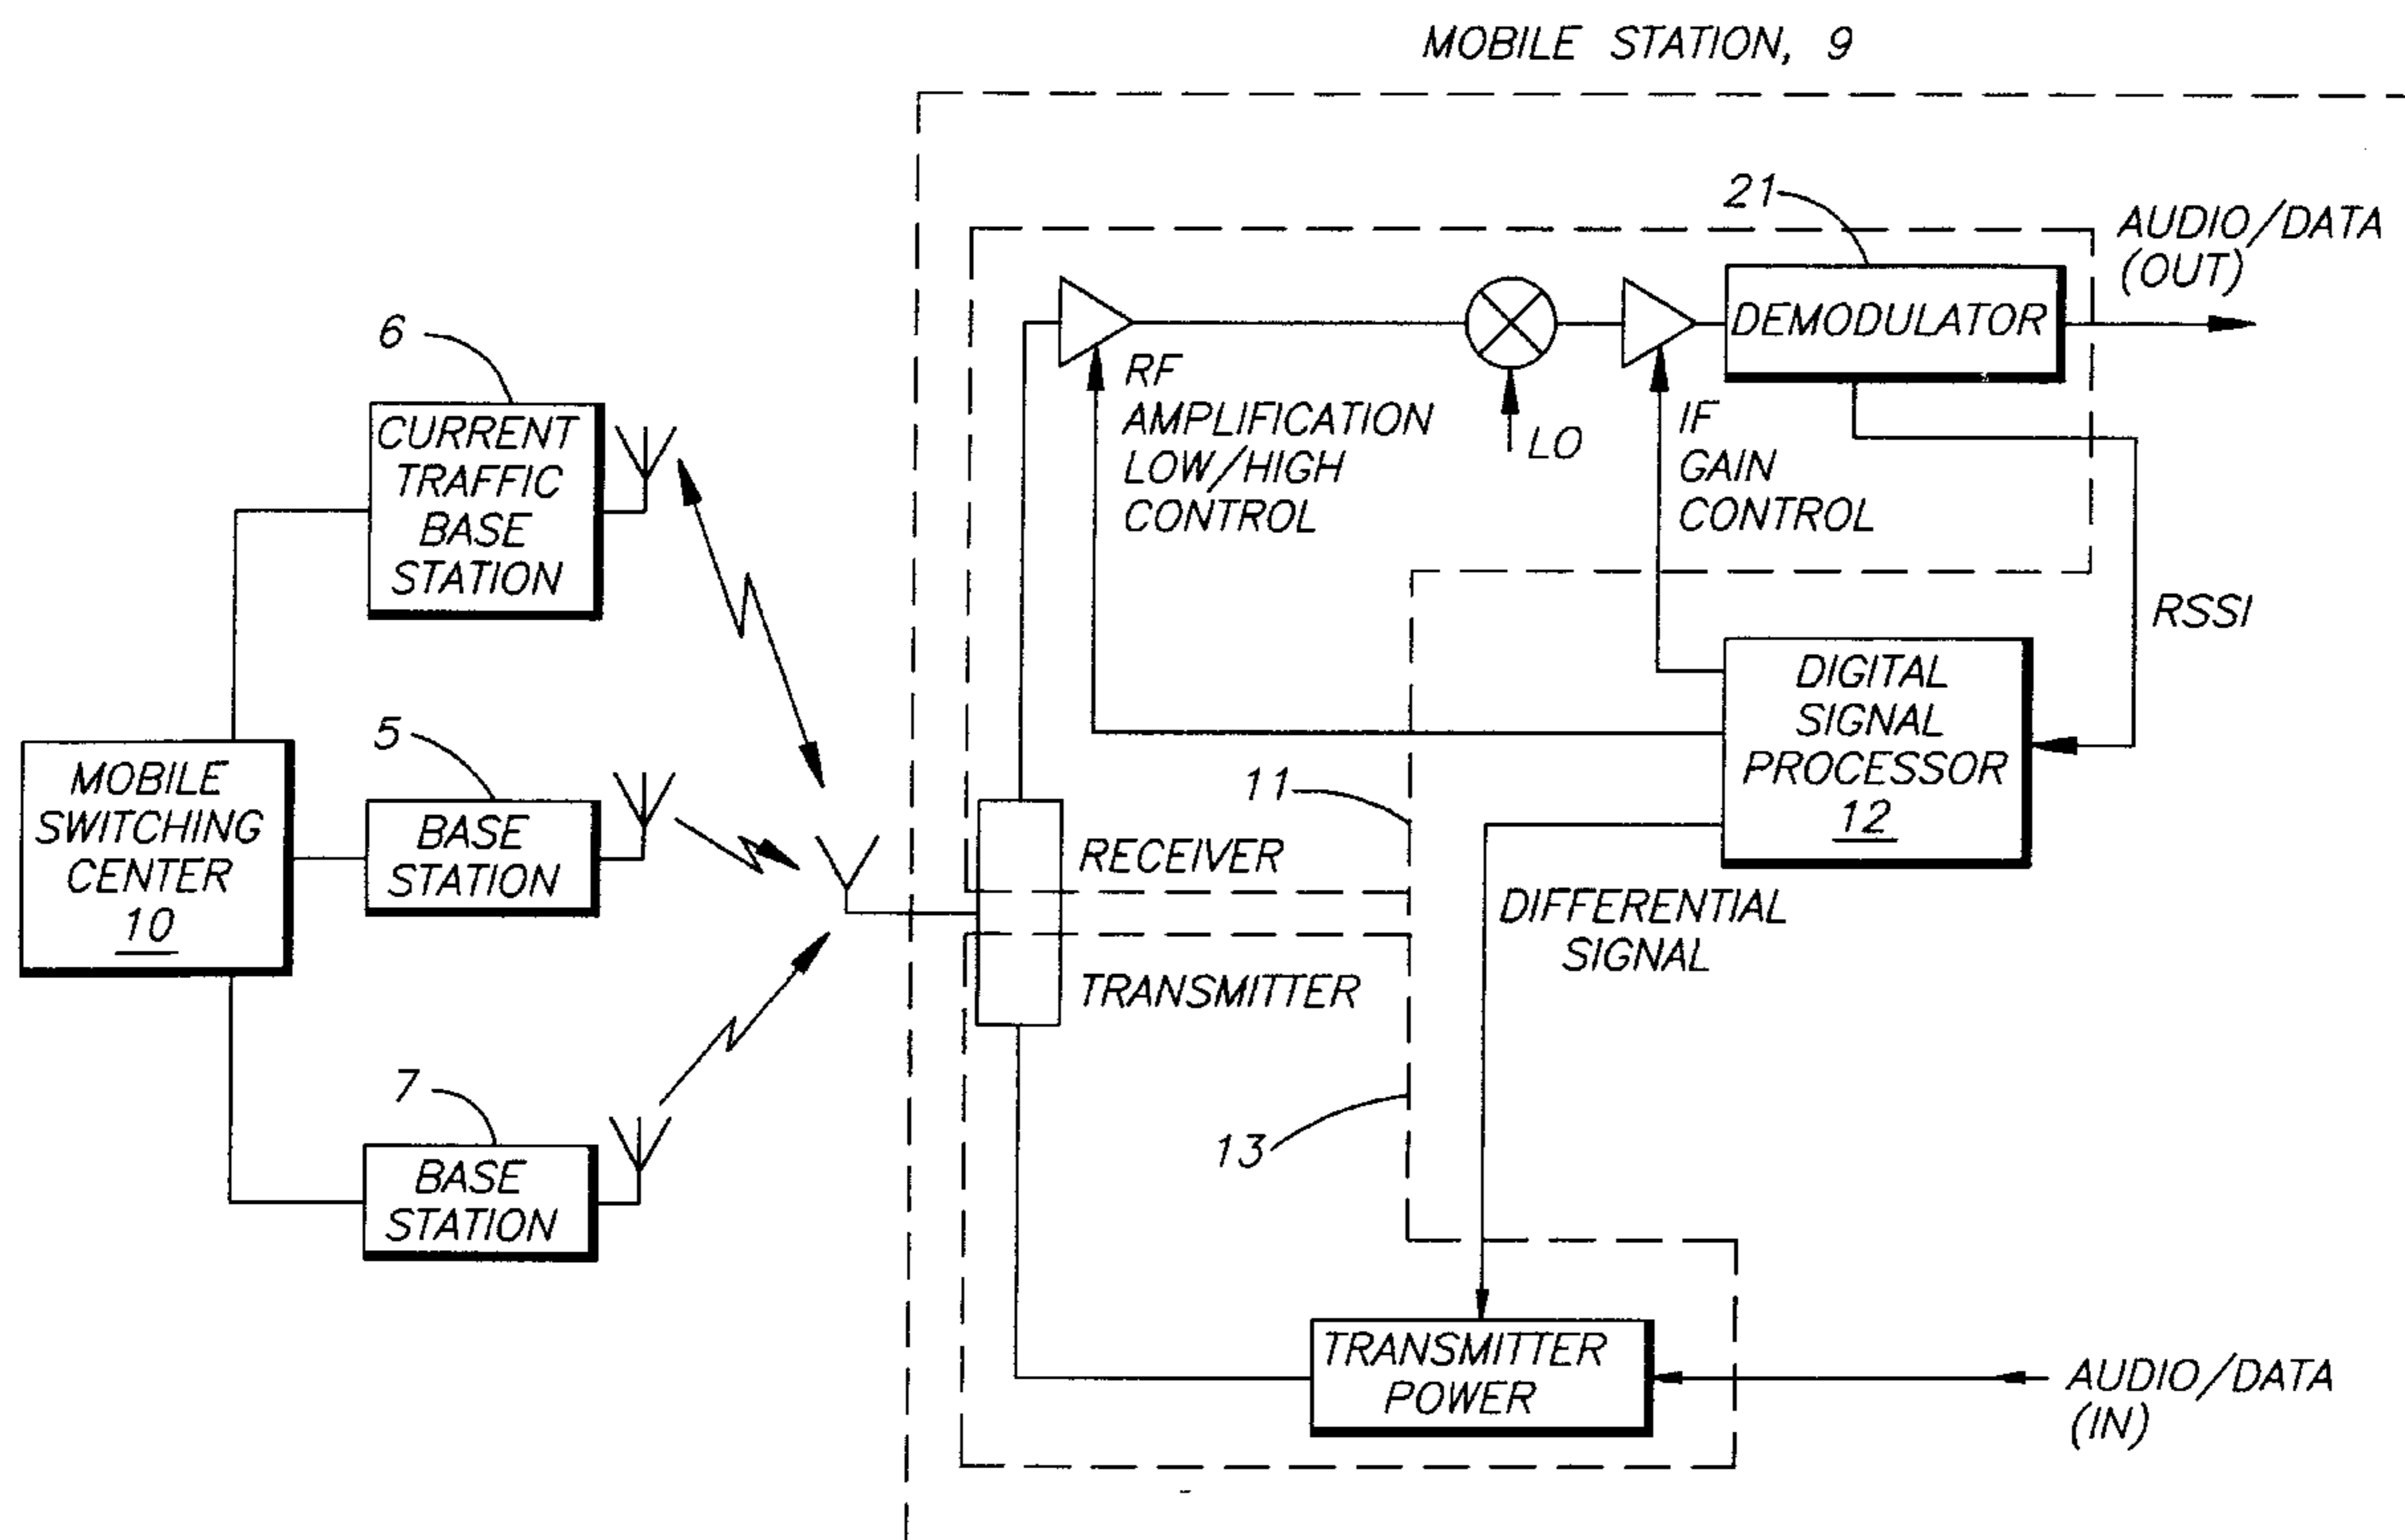 MOBILE STATION, 9
21
AUDIO/DATA
(OUT)
DEMODULATOR
6
RF
AMPLIFICATION
LOW/HIGH
CONTROL
LO
IF
GAIN
CONTROL
CURRENT
TRAFFIC
BASE
STATION
RSSI
DIGITAL
SIGNAL
PROCESSOR
12
5
MOBILE
SWITCHING
CENTER
10
BASE
STATION
11
RECEIVER
TRANSMITTER
DIFFERENTIAL
SIGNAL
7
BASE
STATION
13
TRANSMITTER
POWER
AUDIO/DATA
(IN)